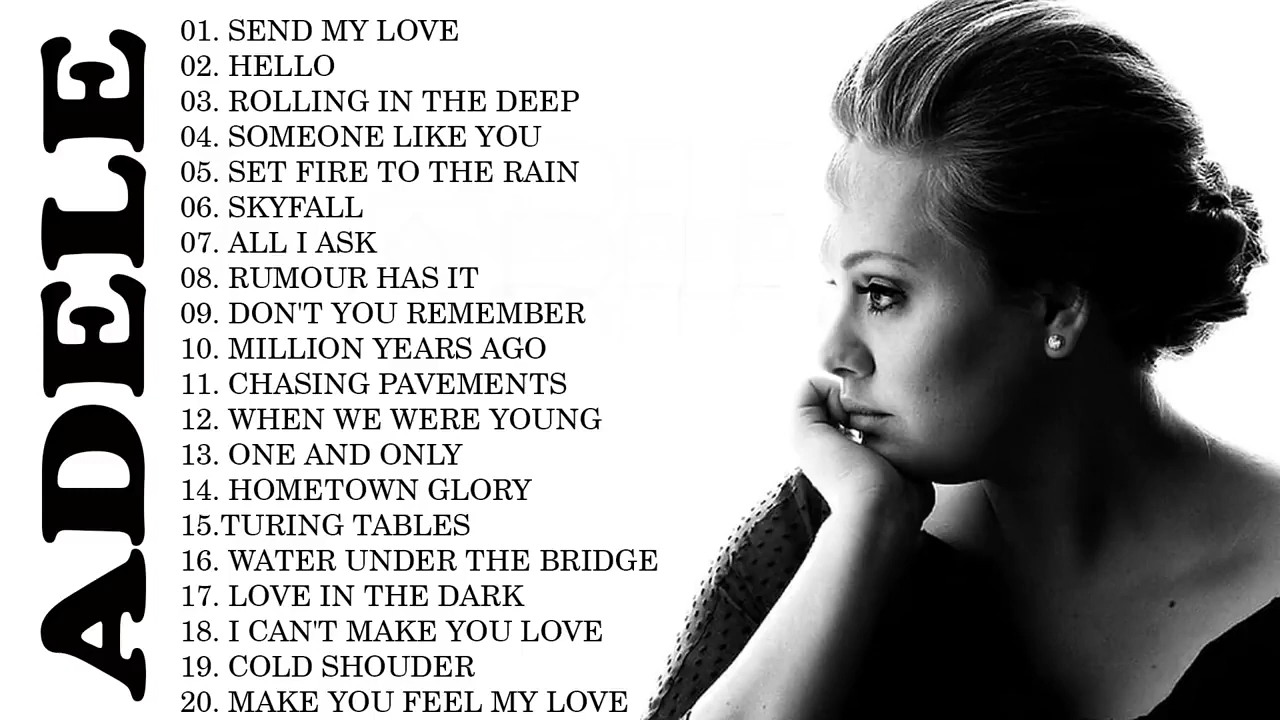 ADELE
01. SEND MY LOVE
02. HELLO
03. ROLLING IN THE DEEP
04. SOMEONE LIKE YOU
05. SET FIRE TO THE RAIN
06. SKYFALL
07. ALL I ASK
08. RUMOUR HAS IT
09. DON'T YOU REMEMBER
10. MILLION YEARS AGO
11. CHASING PAVEMENTS
12. WHEN WE WERE YOUNG
13. ONE AND ONLY
14. HOMETOWN GLORY
15.TURING TABLES
16. WATER UNDER THE BRIDGE
17. LOVE IN THE DARK
18. I CAN'T MAKE YOU LOVE
19. COLD SHOUDER
20. MAKE YOU FEEL MY LOVE